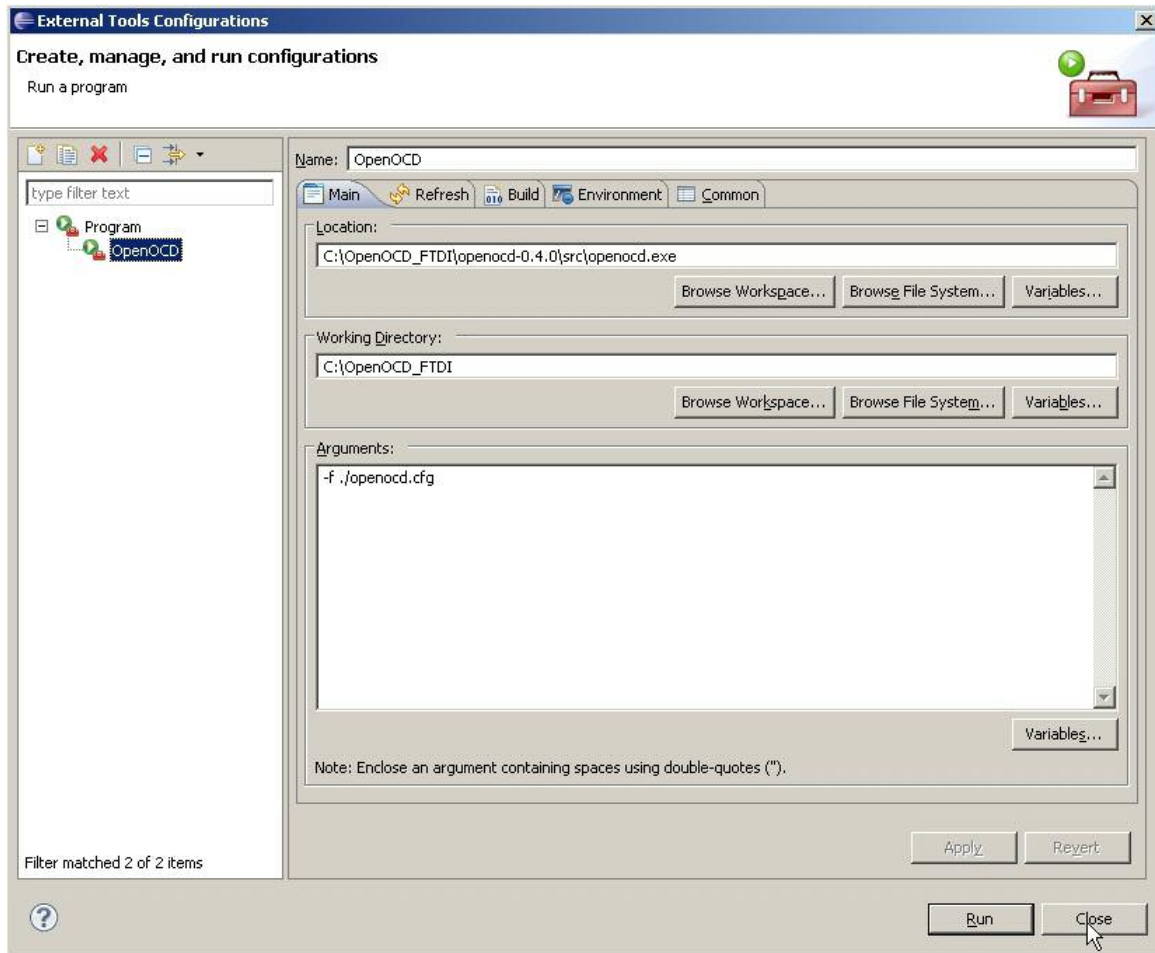 External Tools Configurations
Create, manage, and run configurations
Run a program
type filter text
Program
OpenOCD
Filter matched 2 of 2 items
Name: OpenOCD
Main Refresh Build Environment Common
Location:
C:\OpenOCD_FTDI\openocd-0.4.0\src\openocd.exe
Browse Workspace... Browse File System... Variables...
Working Directory:
C:\OpenOCD_FTDI
Browse Workspace... Browse File System... Variables...
Arguments:
-f ./openocd.cfg
Variables...
Note: Enclose an argument containing spaces using double-quotes (").
Apply Revert
Run Close